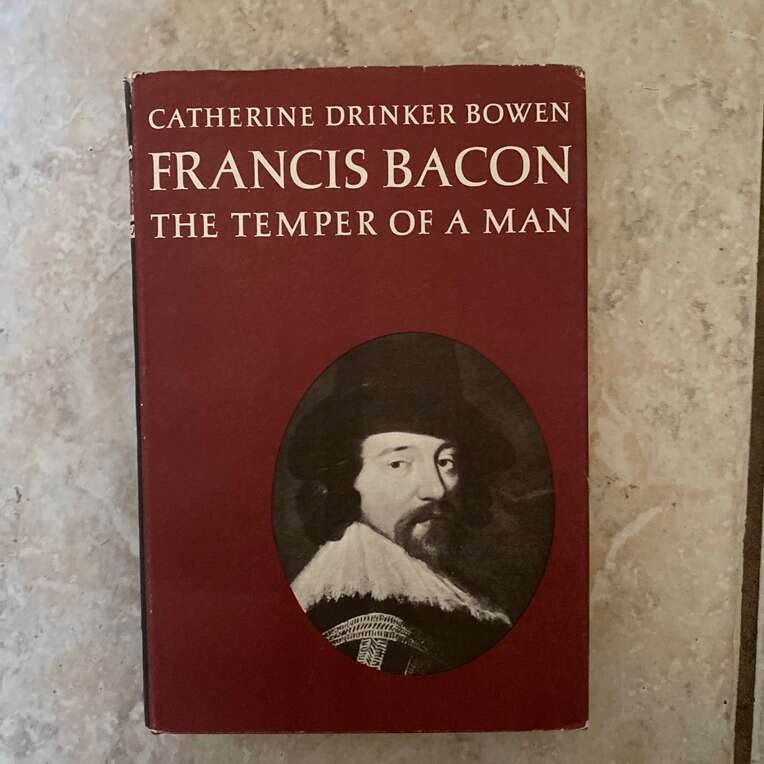 CATHERINE DRINKER BOWEN
FRANCIS BACON
THE TEMPER OF A MAN